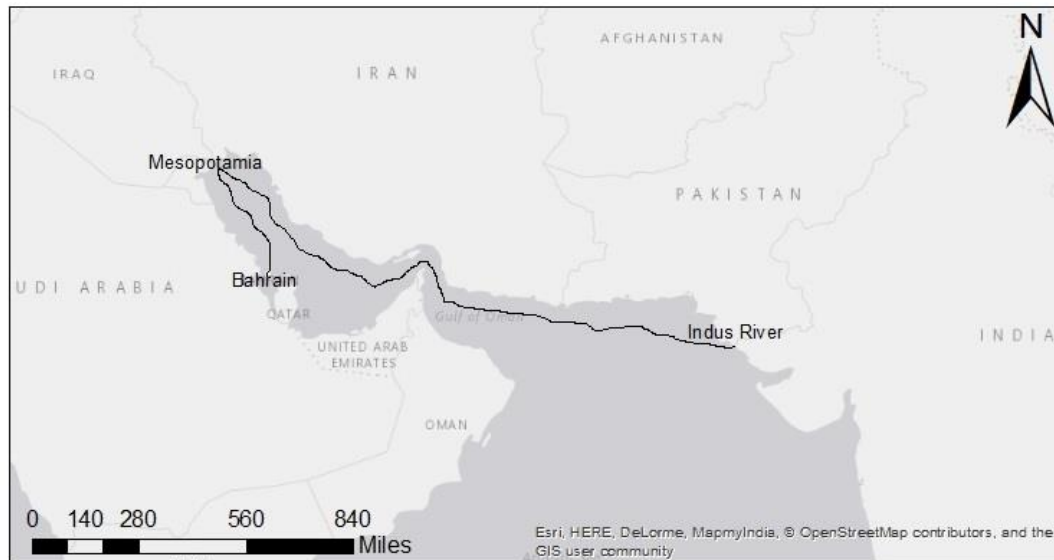 N
AFGHANISTAN
IRAQ
IRAN
Mesopotamia
PAKISTAN
Bahrain
UDI ARABIA
QATAR
Gulf of Oman
Indus River
INDIA
UNITED ARAB
EMIRATES
OMAN
0 140 280 560 840
Miles
Esri, HERE, DeLorme, MapmyIndia, © OpenStreetMap contributors, and the
GIS user community